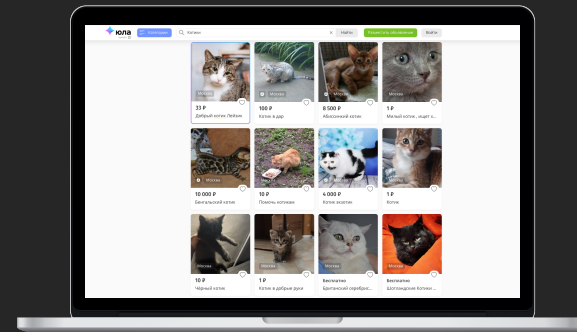 юла
Категории
Котики
×
Найти
Разместить объявление
Войти
Москва
Москва
Москва
Москва
33 ₽
100 ₽
8 500 ₽
1 ₽
Добрый котик Лейзик
Котик в дар
Абиссинский котик
Милый котик , ищет х...
Москва
Москва
Москва
Москва
10 000 ₽
10 ₽
4 000 ₽
1 ₽
Бенгальский котик
Помочь котикам
Котик экзотик
Котик
Москва
Москва
Москва
Москва
10 ₽
1 ₽
Бесплатно
Бесплатно
Чёрный котик
Котик в добрые руки
Британский серебрис...
Шотландские Котики ...